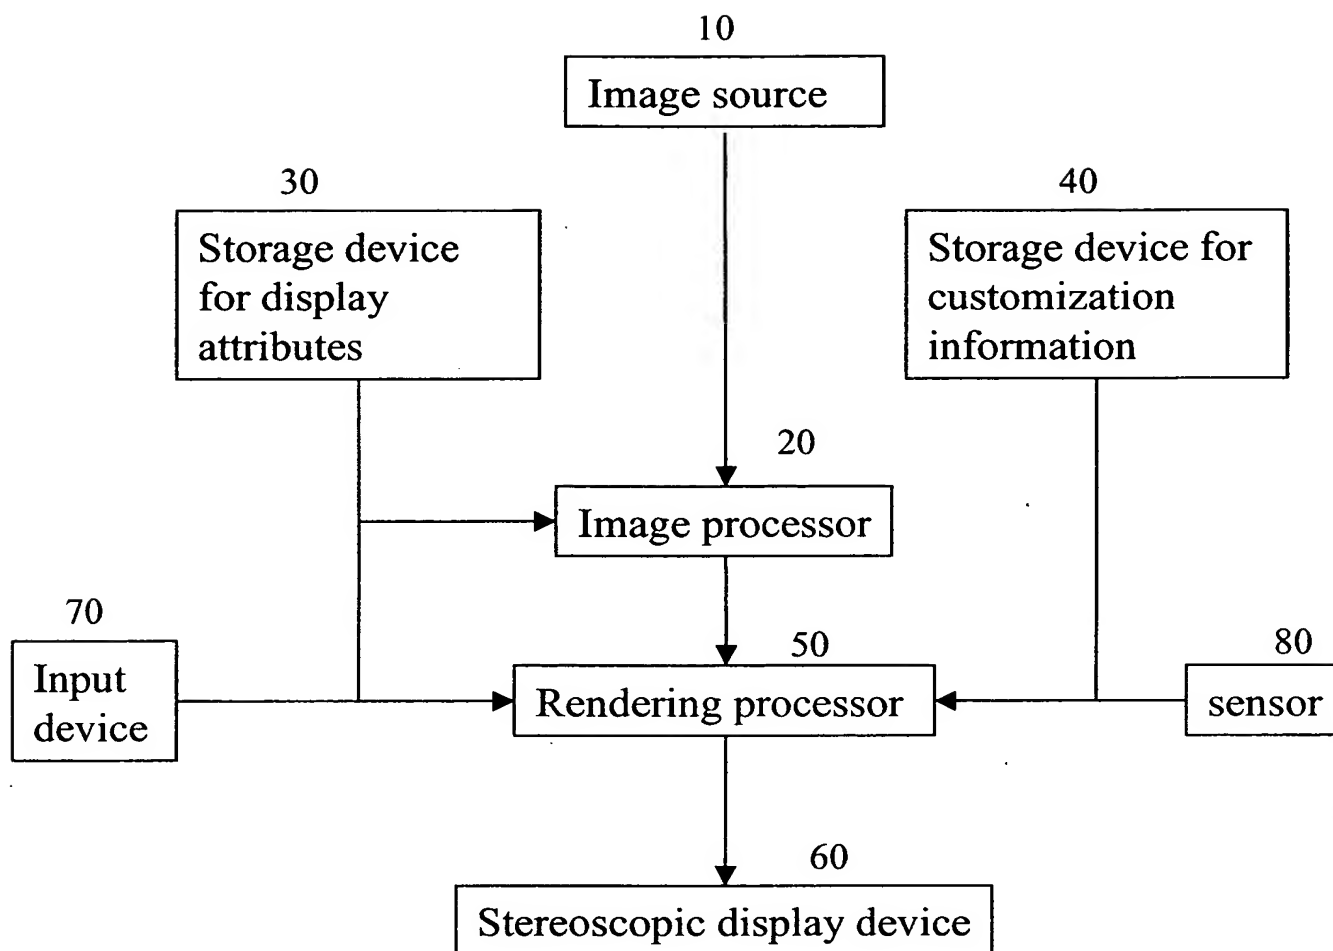 10
Image source
30
Storage device
for display
attributes
40
Storage device for
customization
information
20
Image processor
70
Input
device
50
Rendering processor
80
sensor
60
Stereoscopic display device